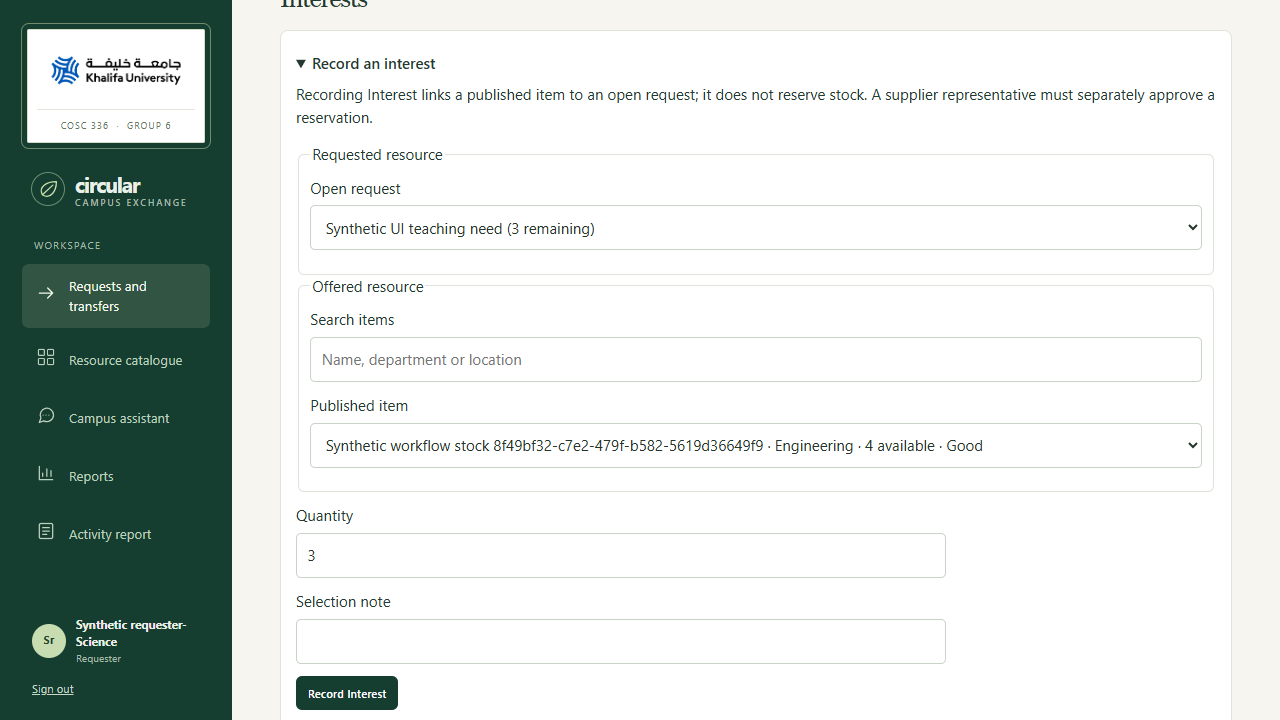 جامعة خليفة
Khalifa University
COSC 336 · GROUP 6
circular
CAMPUS EXCHANGE
WORKSPACE
Requests and
transfers
Resource catalogue
Campus assistant
Reports
Activity report
Sr
Synthetic requester-
Science
Requester
Sign out
Interests
▼ Record an interest
Recording Interest links a published item to an open request; it does not reserve stock. A supplier representative must separately approve a
reservation.
Requested resource
Open request
Synthetic UI teaching need (3 remaining)
Offered resource
Search items
Name, department or location
Published item
Synthetic workflow stock 8f49bf32-c7e2-479f-b582-5619d36649f9 · Engineering · 4 available · Good
Quantity
3
Selection note
Record Interest